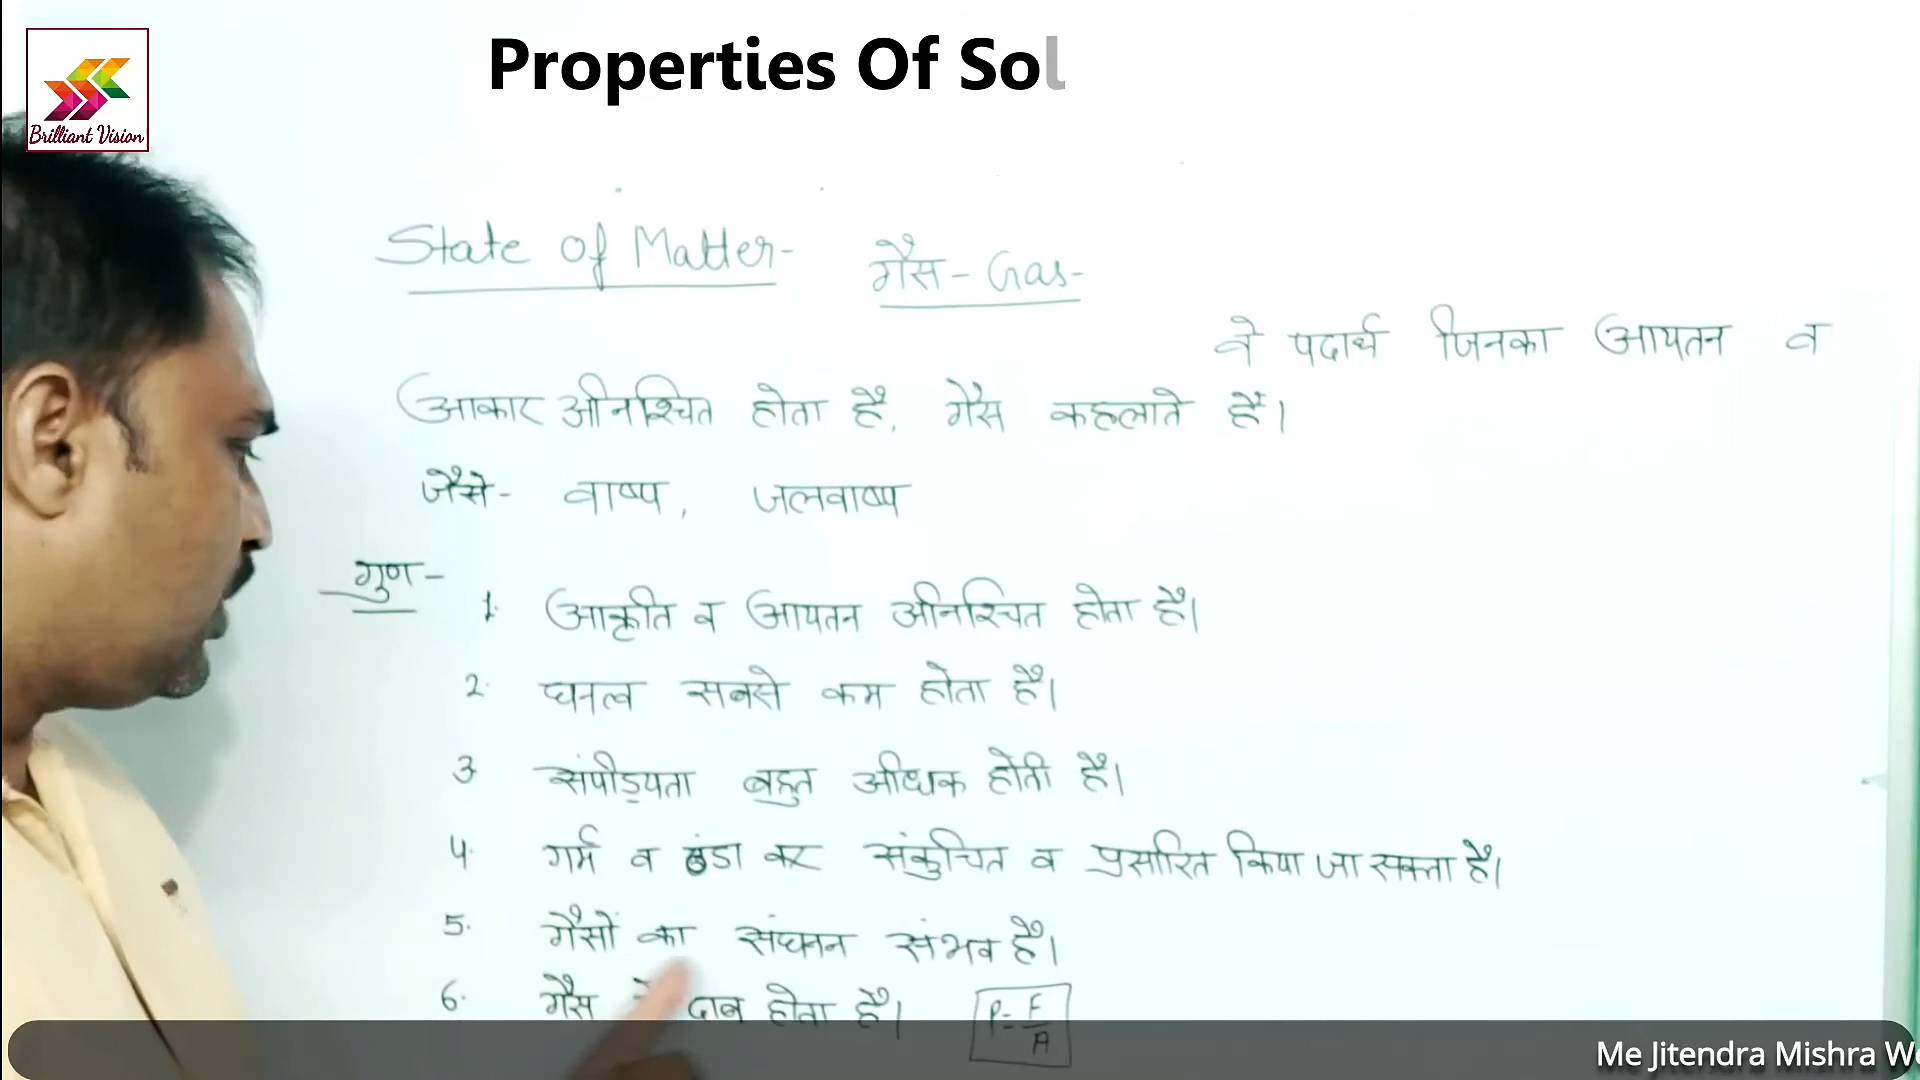 Brilliant Vision
Properties Of Sol
State of Matter- गैस - Gas-
वे पदार्थ जिनका आयतन व
आकार अनिश्चित होता है, गैस कहलाते हैं।
जैसे- वाष्प, जलवाष्प
गुण-
1. आकृति व आयतन अनिश्चित होता है।
2. घनत्व सबसे कम होता है।
3 संपीड्यता बहुत अधिक होती है।
4. गर्म व ठंडा कर संकुचित व प्रसारित किया जा सकता है।
5. गैसों का संघनन संभव है।
6. गैस दाब होता है। P = F/A
Me Jitendra Mishra We